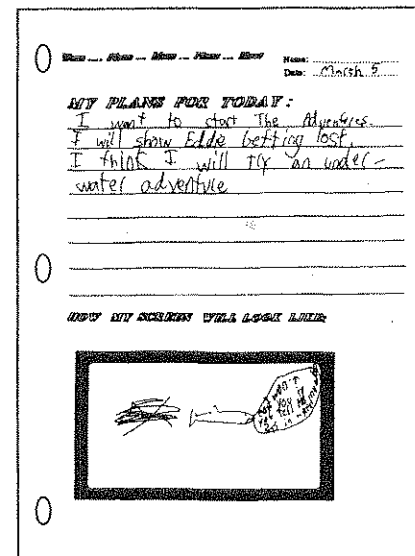 Name:
Date: March 5
MY PLANS FOR TODAY:
I want to start The Adventures.
I will show Eddie getting lost.
I think I will try an under-
water adventure
HOW MY SCREEN WILL LOOK LIKE: